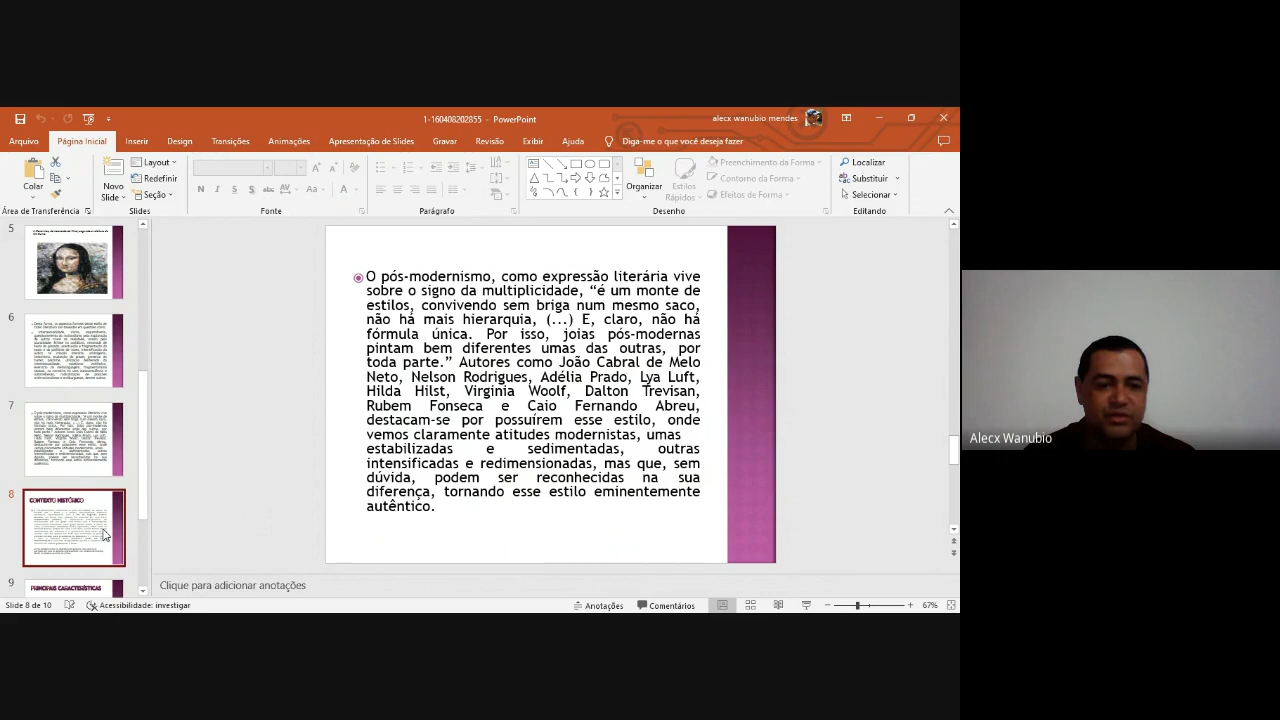 1-160408202855 - PowerPoint
alecx wanubio mendes
Arquivo Página Inicial Inserir Design Transições Animações Apresentação de Slides Gravar Revisão Exibir Ajuda Diga-me o que você deseja fazer
Colar
Novo Slide
Layout
Redefinir
Seção
N I S S
Organizar
Estilos Rápidos
Preenchimento da Forma
Contorno da Forma
Efeitos de Forma
Localizar
Substituir
Selecionar
Área de Transferência Slides Fonte Parágrafo Desenho Editando
5
6
7
8
CONTEXTO HISTÓRICO
9
PRINCIPAIS CARACTERÍSTICAS
O pós-modernismo, como expressão literária vive
sobre o signo da multiplicidade, “é um monte de
estilos, convivendo sem briga num mesmo saco,
não há mais hierarquia, (...) E, claro, não há
fórmula única. Por isso, joias pós-modernas
pintam bem diferentes umas das outras, por
toda parte.” Autores como João Cabral de Melo
Neto, Nelson Rodrigues, Adélia Prado, Lya Luft,
Hilda Hilst, Virginia Woolf, Dalton Trevisan,
Rubem Fonseca e Caio Fernando Abreu,
destacam-se por possuírem esse estilo, onde
vemos claramente atitudes modernistas, umas
estabilizadas e sedimentadas, outras
intensificadas e redimensionadas, mas que, sem
dúvida, podem ser reconhecidas na sua
diferença, tornando esse estilo eminentemente
autêntico.
Clique para adicionar anotações
Slide 8 de 10 Acessibilidade: investigar Anotações Comentários 67%
Alecx Wanubio